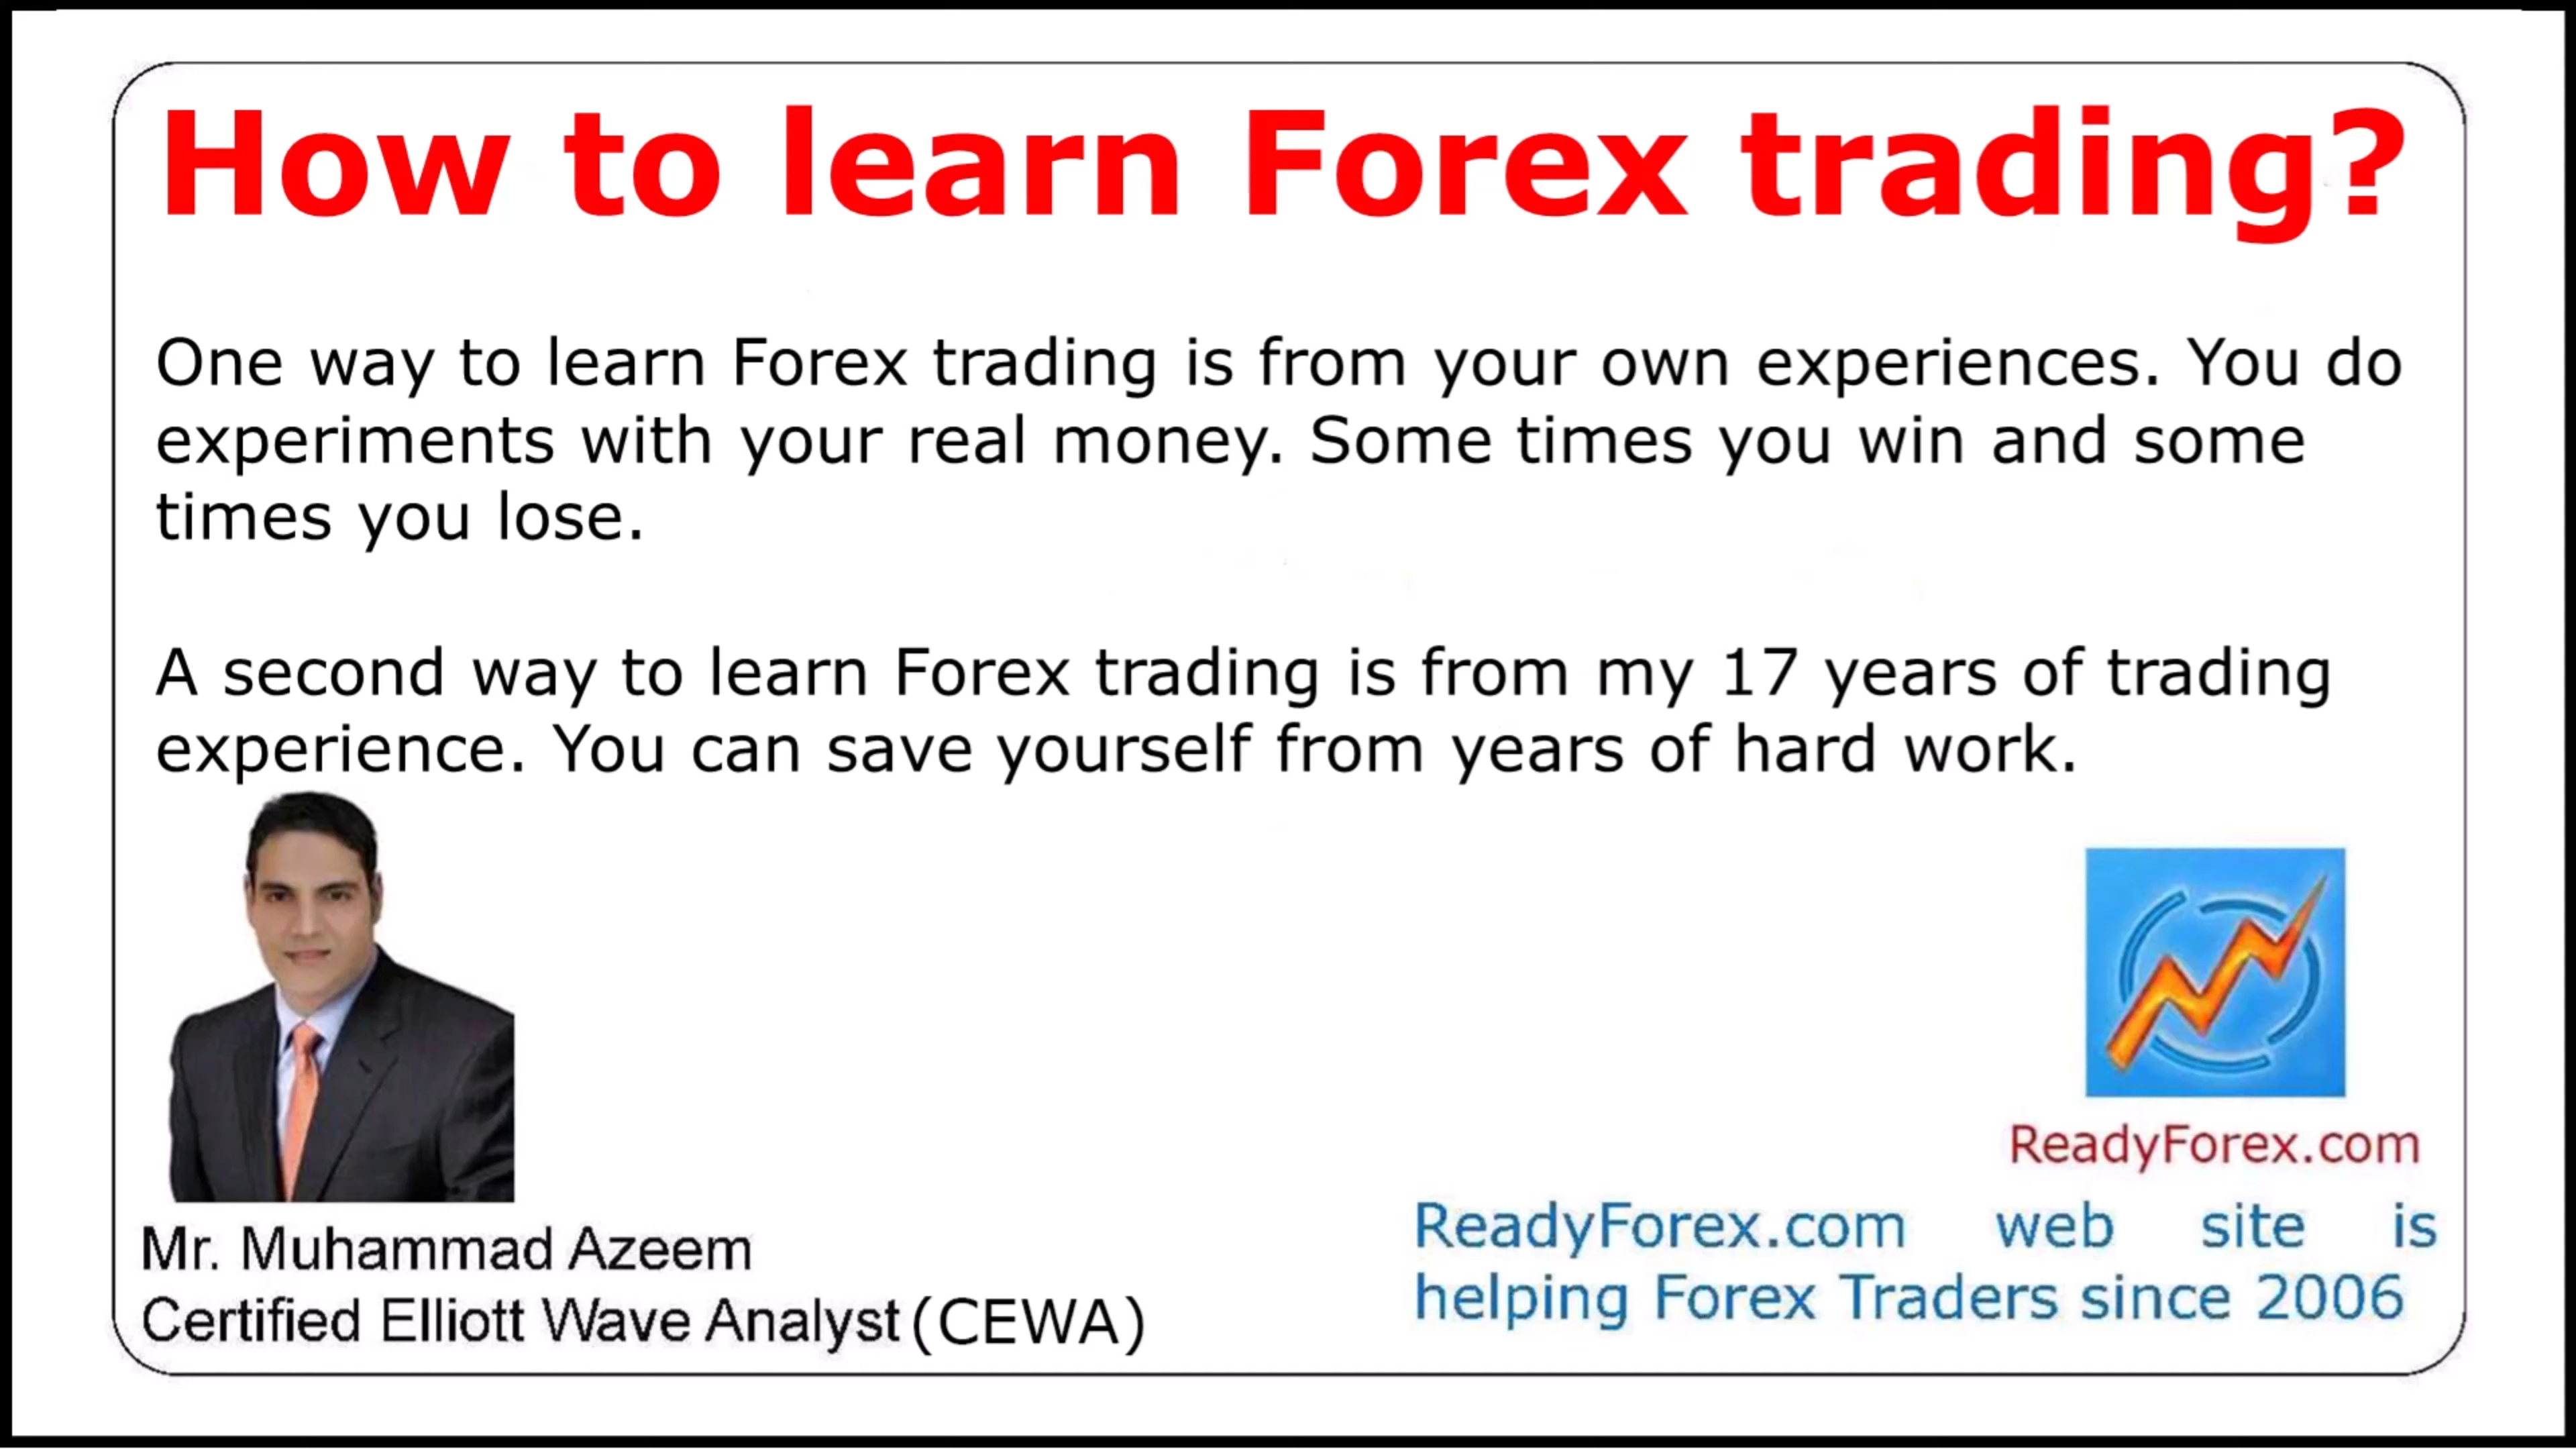 How to learn Forex trading?
One way to learn Forex trading is from your own experiences. You do
experiments with your real money. Some times you win and some
times you lose.
A second way to learn Forex trading is from my 17 years of trading
experience. You can save yourself from years of hard work.
Mr. Muhammad Azeem
Certified Elliott Wave Analyst (CEWA)
ReadyForex.com
ReadyForex.com web site is
helping Forex Traders since 2006